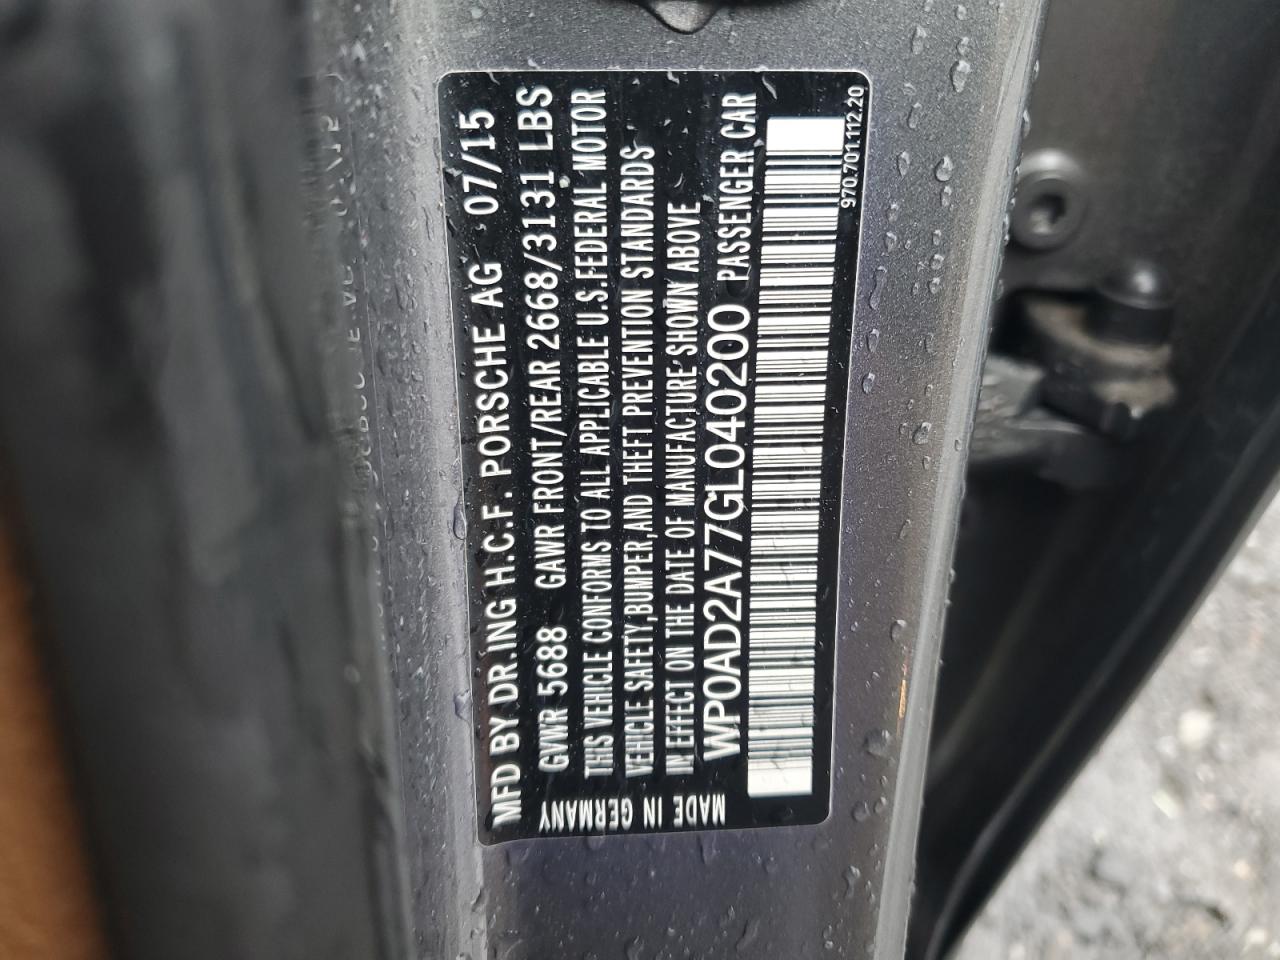 MFD BY DR.ING H.C.F. PORSCHE AG 07/15
GVWR 5688 GAWR FRONT/REAR 2668/3131 LBS
THIS VEHICLE CONFORMS TO ALL APPLICABLE U.S.FEDERAL MOTOR
VEHICLE SAFETY,BUMPER,AND THEFT PREVENTION STANDARDS
IN EFFECT ON THE DATE OF MANUFACTURE SHOWN ABOVE
WP0AD2A77GL040200 PASSENGER CAR
970.701.112.20
MADE IN GERMANY